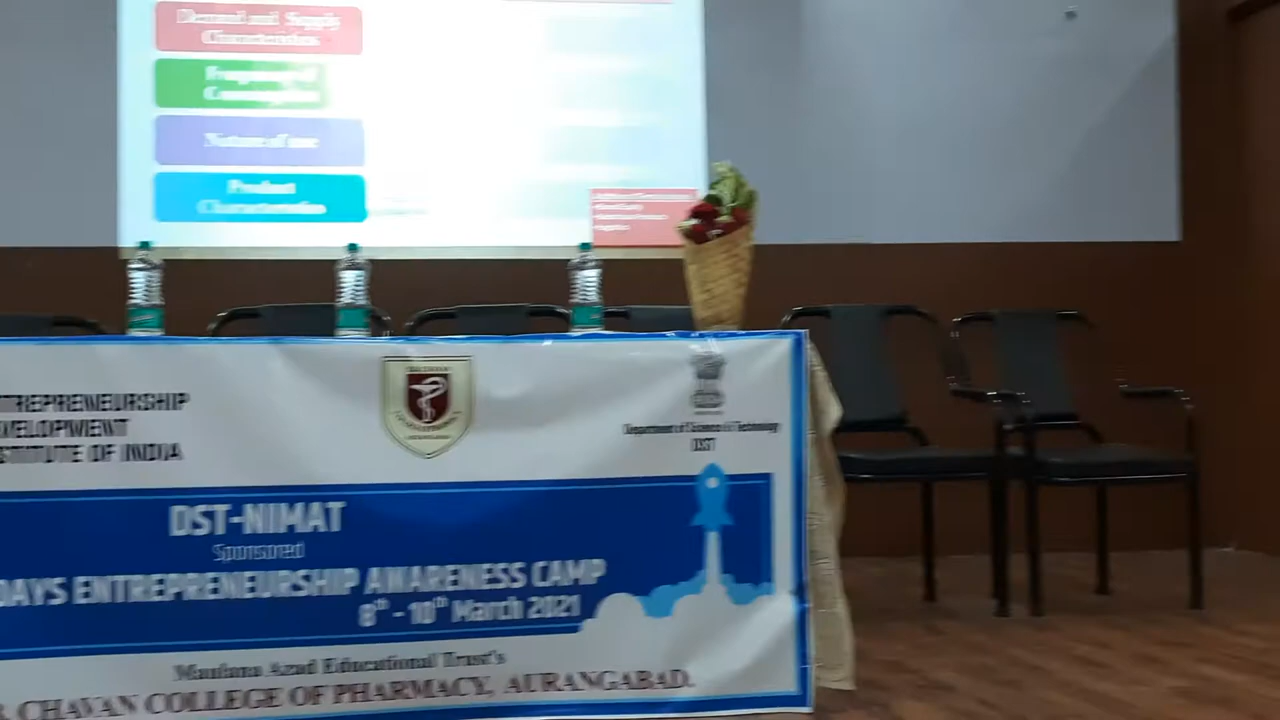 Demand and Supply
Characteristics
Frequency of
Consumption
Nature of use
Product
Characteristics
TREPRENEURSHIP
VELOPMENT
STITUTE OF INDIA
Department of Science & Technology
DST
DST-NIMAT
Sponsored
DAYS ENTREPRENEURSHIP AWARENESS CAMP
8th - 10th March 2021
Maulana Azad Educational Trust's
CHAVAN COLLEGE OF PHARMACY, AURANGABAD.